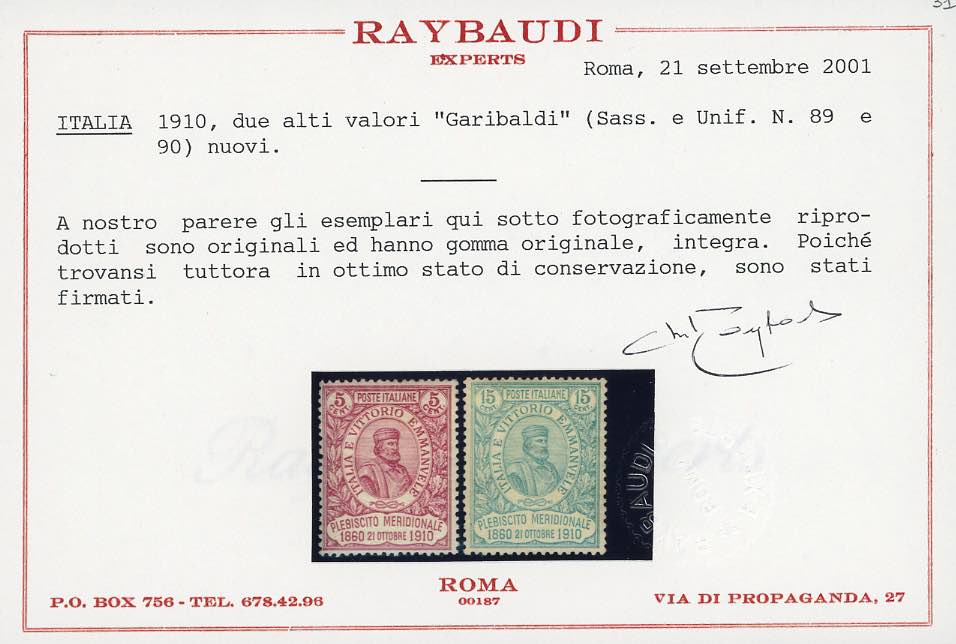 31
RAYBAUDI
EXPERTS
Roma, 21 settembre 2001
ITALIA 1910, due alti valori "Garibaldi" (Sass. e Unif. N. 89 e
90) nuovi.
A nostro parere gli esemplari qui sotto fotograficamente ripro-
dotti sono originali ed hanno gomma originale, integra. Poiché
trovansi tuttora in ottimo stato di conservazione, sono stati
firmati.
5 CENT POSTE ITALIANE 5 CENT
ITALIA E VITTORIO EMMANVELE
PLEBISCITO MERIDIONALE
1860 21 OTTOBRE 1910
15 CENT POSTE ITALIANE 15 CENT
ITALIA E VITTORIO EMMANVELE
PLEBISCITO MERIDIONALE
1860 21 OTTOBRE 1910
BAUDI
ROMA
00187
P.O. BOX 756 - TEL. 678.42.96
VIA DI PROPAGANDA, 27